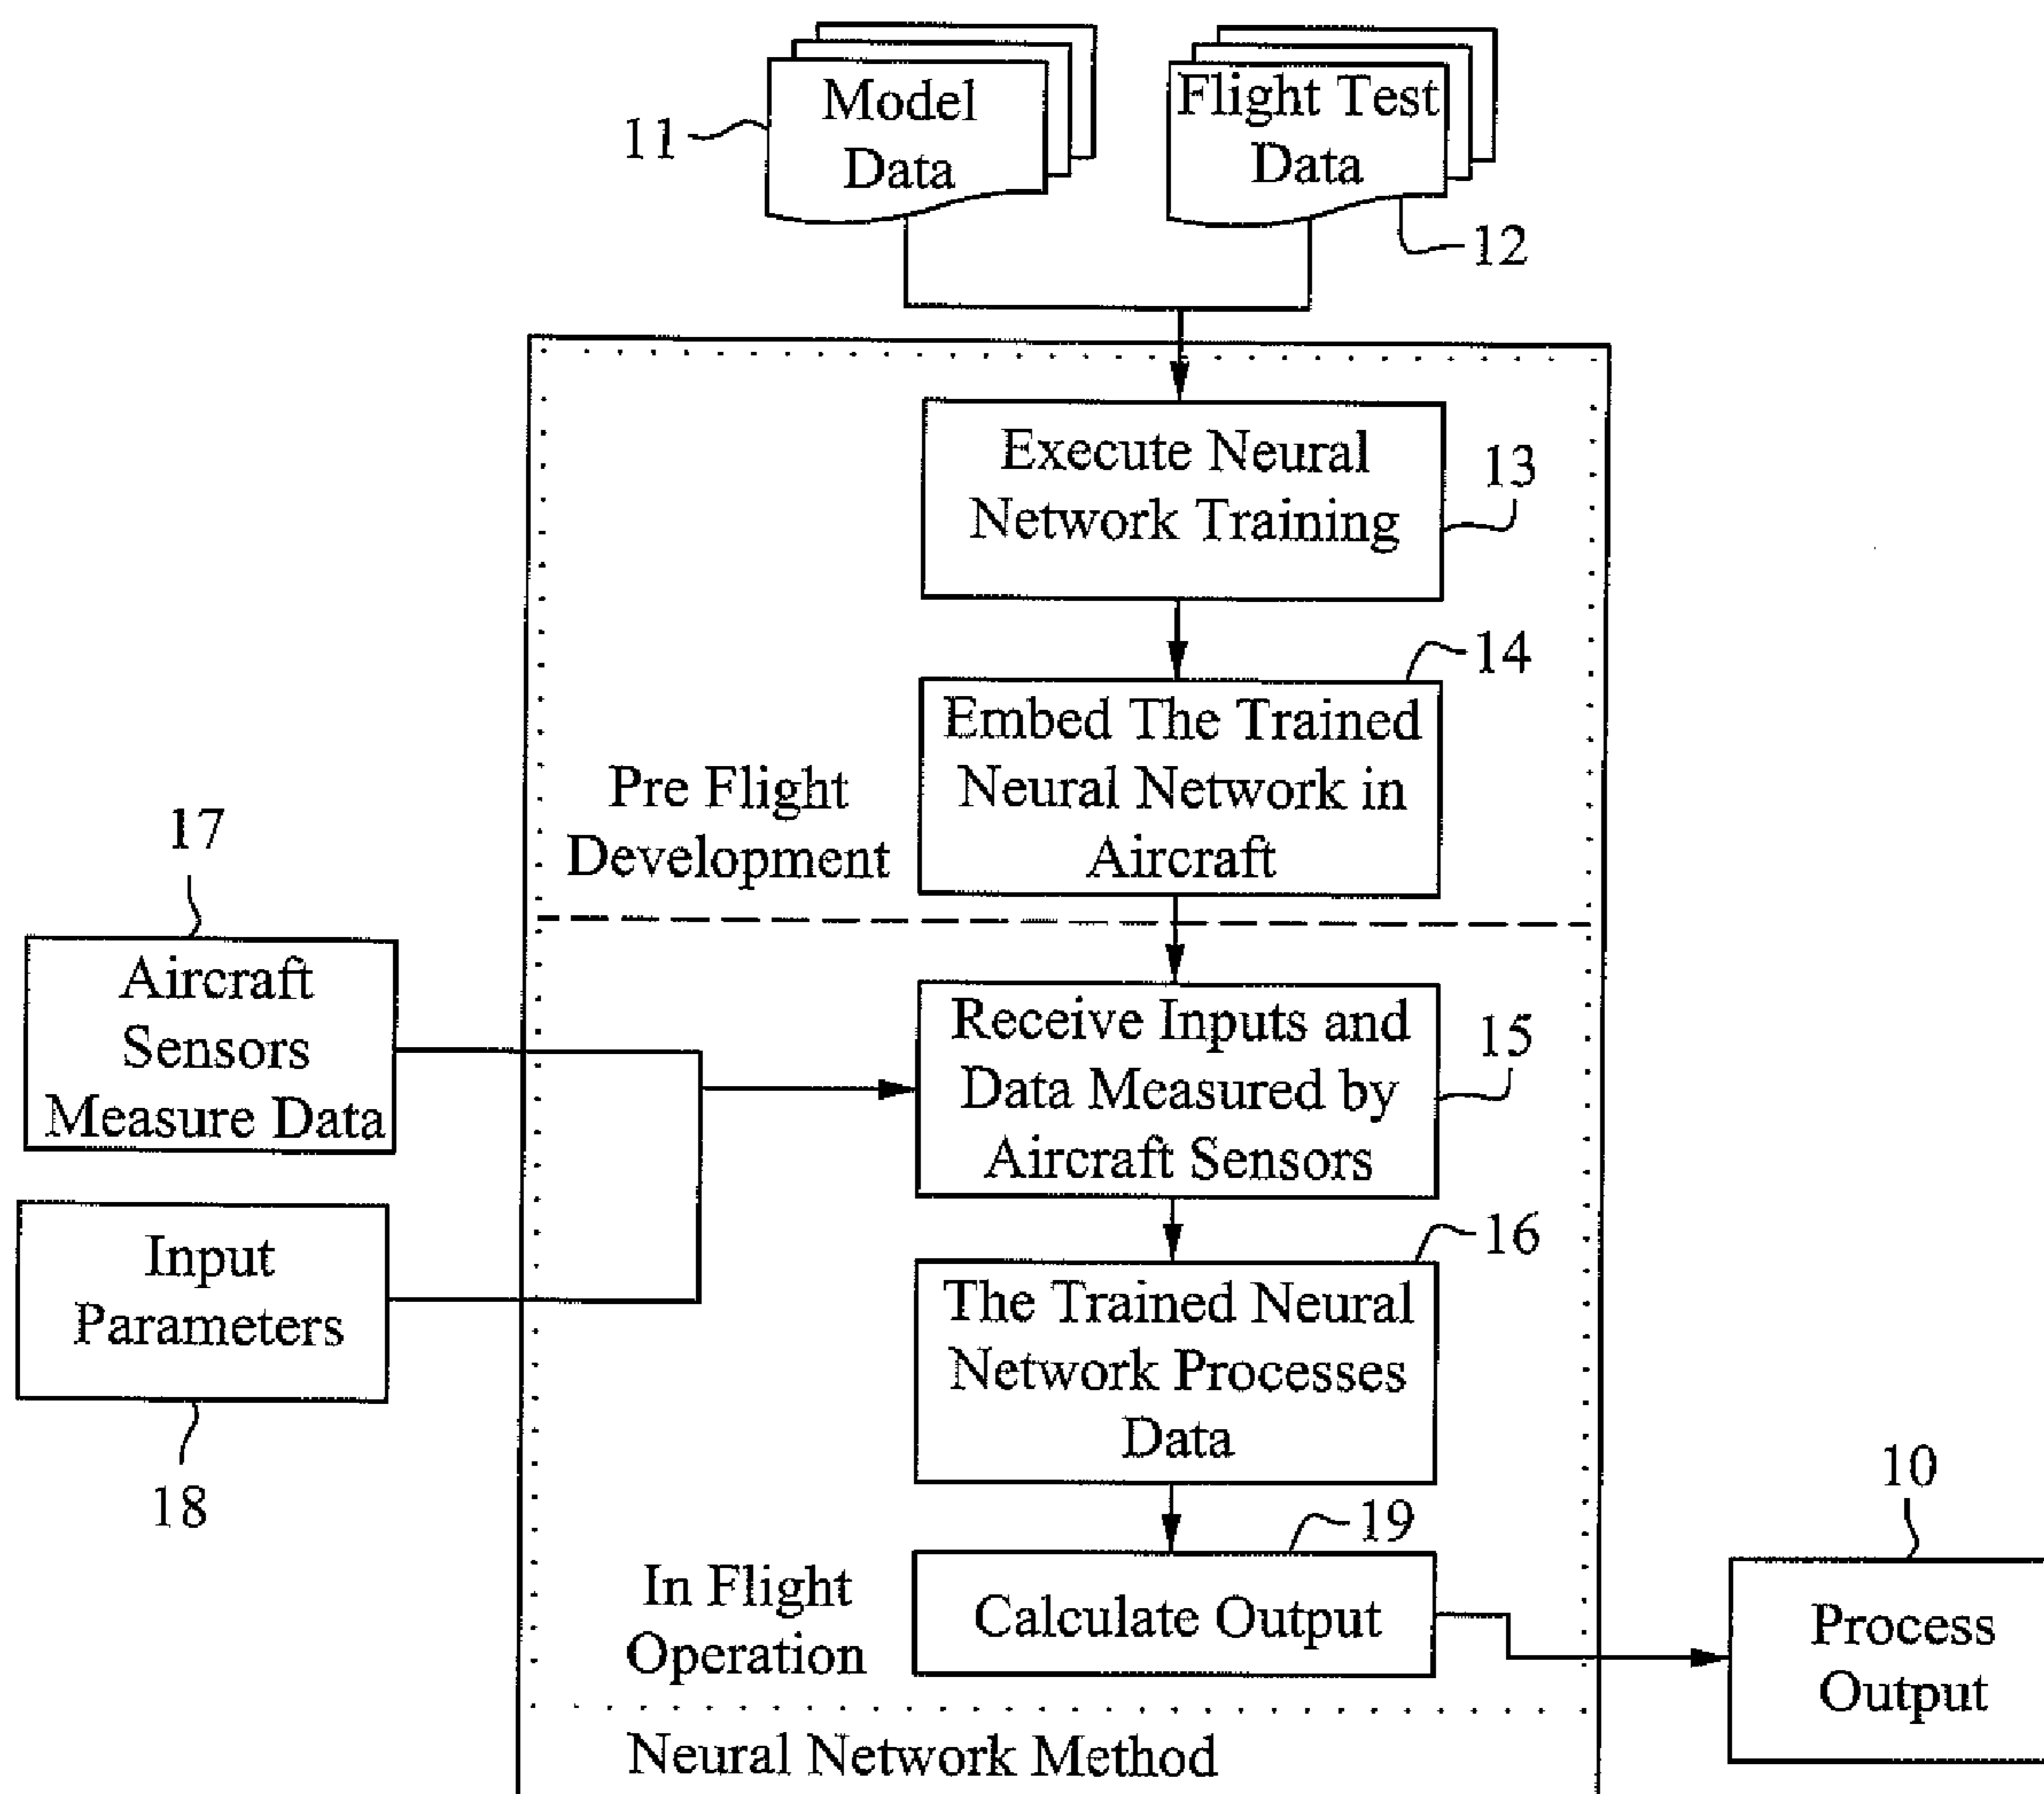 Model
Data
11
Flight Test
Data
12
Execute Neural
Network Training
13
14
Embed The Trained
Neural Network in
Aircraft
Pre Flight
Development
17
Aircraft
Sensors
Measure Data
Receive Inputs and
Data Measured by
Aircraft Sensors
15
Input
Parameters
18
16
The Trained Neural
Network Processes
Data
19
Calculate Output
In Flight
Operation
10
Process
Output
Neural Network Method